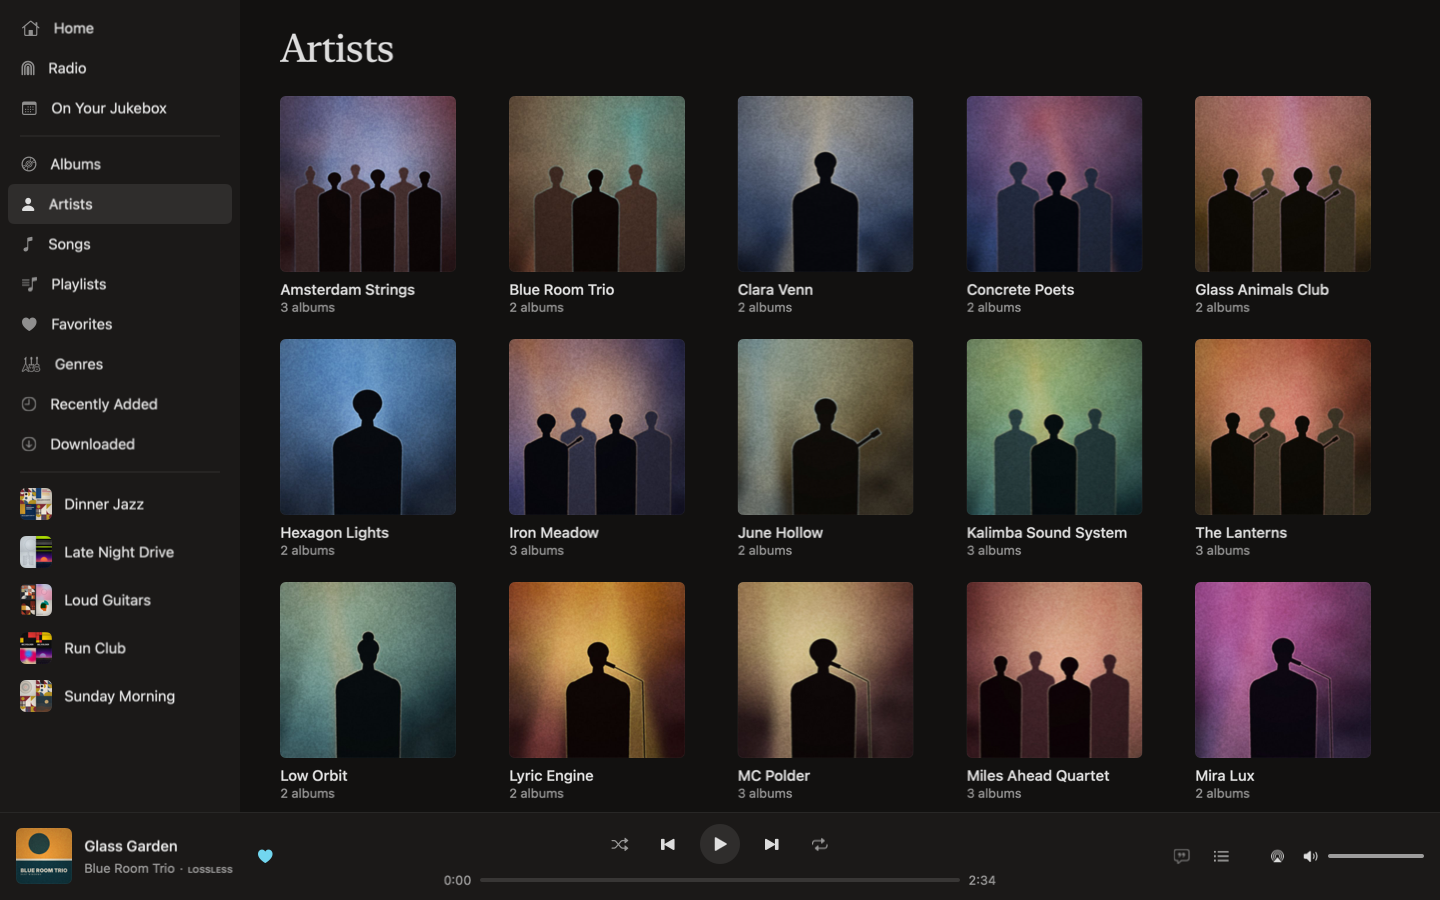 Home
Radio
On Your Jukebox
Albums
Artists
Songs
Playlists
Favorites
Genres
Recently Added
Downloaded
Dinner Jazz
Late Night Drive
Loud Guitars
Run Club
Sunday Morning
Artists
Amsterdam Strings
3 albums
Blue Room Trio
2 albums
Clara Venn
2 albums
Concrete Poets
2 albums
Glass Animals Club
2 albums
Hexagon Lights
2 albums
Iron Meadow
3 albums
June Hollow
2 albums
Kalimba Sound System
3 albums
The Lanterns
3 albums
Low Orbit
2 albums
Lyric Engine
2 albums
MC Polder
3 albums
Miles Ahead Quartet
3 albums
Mira Lux
2 albums
BLUE ROOM TRIO
Glass Garden
Blue Room Trio · LOSSLESS
0:00
2:34